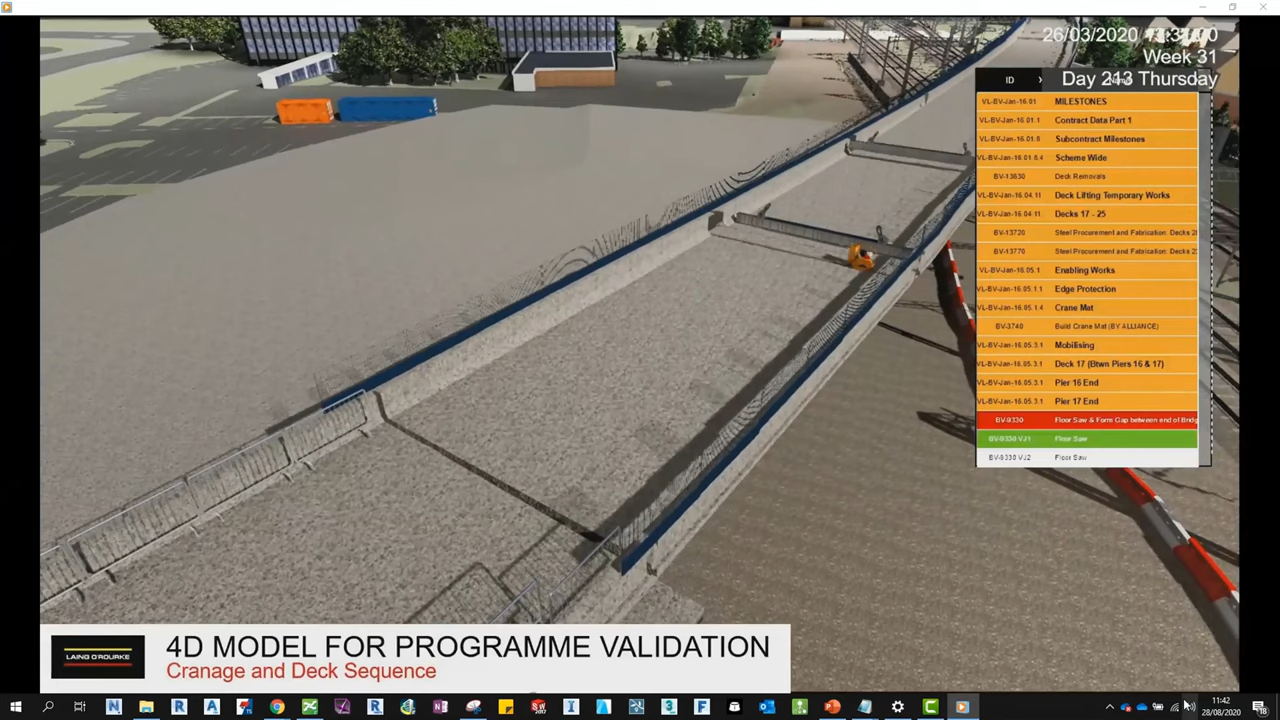 26/03/2020
Week 31
Day 213 Thursday
ID
VL-BV-Jan-16.01 MILESTONES
VL-BV-Jan-16.01.1 Contract Data Part 1
VL-BV-Jan-16.01.6 Subcontract Milestones
VL-BV-Jan-16.01.6.4 Scheme Wide
BV-13630 Deck Removals
VL-BV-Jan-16.04.11 Deck Lifting Temporary Works
VL-BV-Jan-16.04.11. Decks 17 - 25
BV-13720 Steel Procurement and Fabrication: Decks
BV-13770 Steel Procurement and Fabrication: Decks
VL-BV-Jan-16.05.1 Enabling Works
VL-BV-Jan-16.05.1.1 Edge Protection
VL-BV-Jan-16.05.1.4 Crane Mat
BV-3740 Build Crane Mat (BY ALLIANCE)
VL-BV-Jan-16.05.3.1 Mobilising
VL-BV-Jan-16.05.3.1 Deck 17 (Btwn Piers 16 & 17)
VL-BV-Jan-16.05.3.1 Pier 16 End
VL-BV-Jan-16.05.3.1 Pier 17 End
BV-9330 Floor Saw & Form Gap between end of Bridg
BV-9330 VJ1 Floor Saw
BV-9330 VJ2 Floor Saw
LAING O'ROURKE
4D MODEL FOR PROGRAMME VALIDATION
Cranage and Deck Sequence
11:42
28/08/2020